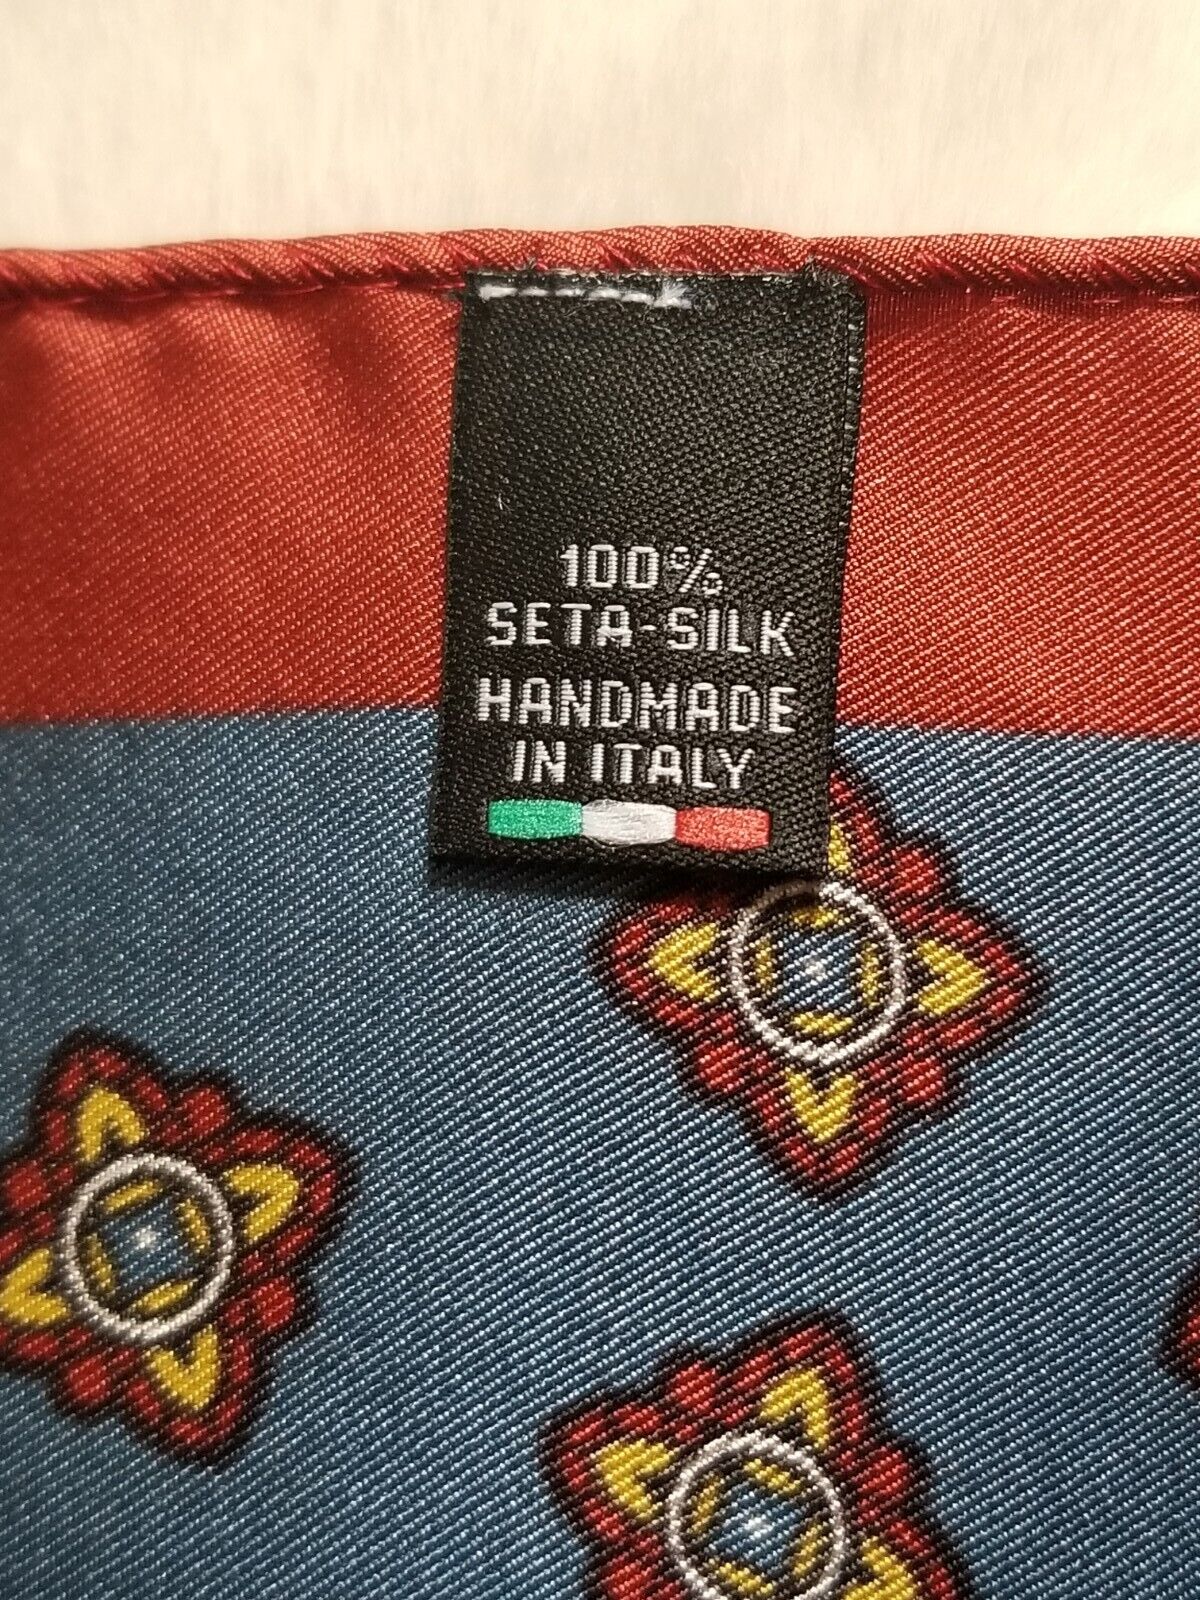 100%
SETA-SILK
HANDMADE
IN ITALY